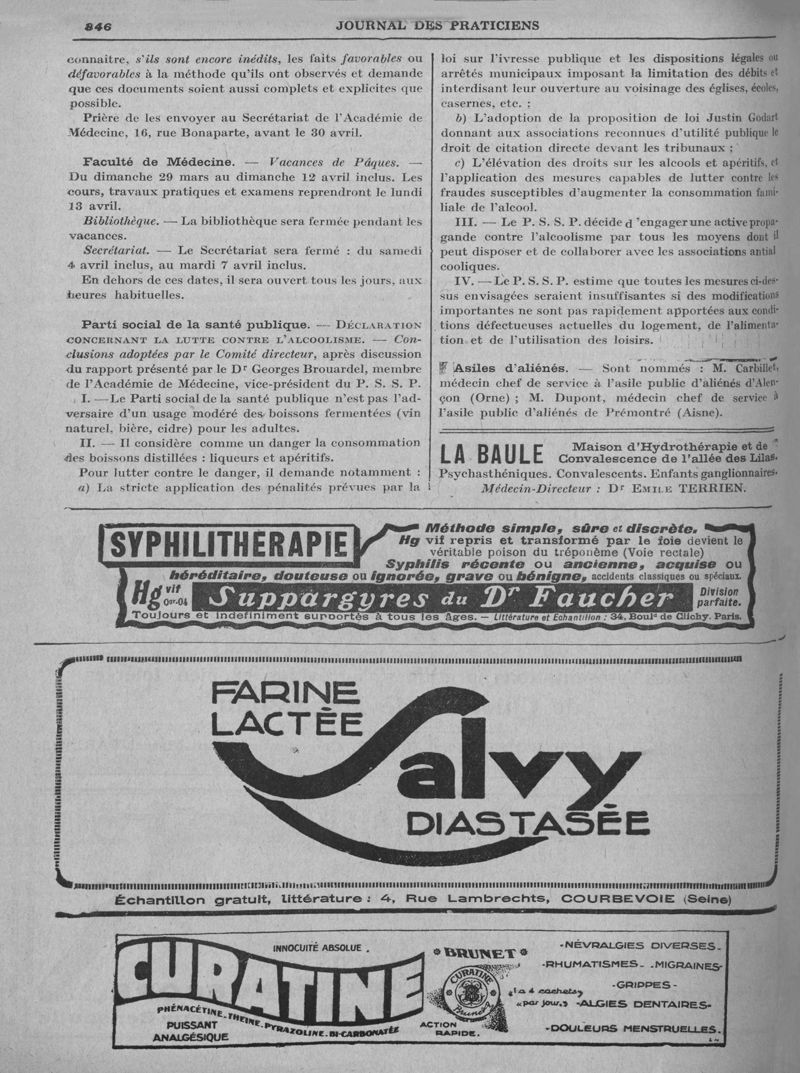 846
JOURNAL DES PRATICIENS
connaitre, s'ils sont encore inédits, les faits favorables ou
défavorables à la méthode qu'ils ont observés et demande
que ces documents soient aussi complets et explicites que
possible.
Prière de les envoyer au Secrétariat de l'Académie de
Médecine, 16, rue Bonaparte, avant le 30 avril.
Faculté de Médecine. — Vacances de Pâques. —
Du dimanche 29 mars au dimanche 12 avril inclus. Les
cours, travaux pratiques et examens reprendront le lundi
13 avril.
Bibliothèque. — La bibliothèque sera fermée pendant les
vacances.
Secrétariat. — Le Secrétariat sera fermé : du samedi
4 avril inclus, au mardi 7 avril inclus.
En dehors de ces dates, il sera ouvert tous les jours, aux
heures habituelles.
Parti social de la santé publique. — DÉCLARATION
CONCERNANT LA LUTTE CONTRE L'ALCOOLISME. — Con-
clusions adoptées par le Comité directeur, après discussion
du rapport présenté par le Dr Georges Brouardel, membre
de l'Académie de Médecine, vice-président du P. S. S. P.
I. — Le Parti social de la santé publique n'est pas l'ad-
versaire d'un usage modéré des boissons fermentées (vin
naturel, bière, cidre) pour les adultes.
II. — Il considère comme un danger la consommation
des boissons distillées : liqueurs et apéritifs.
Pour lutter contre le danger, il demande notamment :
a) La stricte application des pénalités prévues par la
loi sur l'ivresse publique et les dispositions légales ou
arrêtés municipaux imposant la limitation des débits et
interdisant leur ouverture au voisinage des églises, écoles,
casernes, etc. :
b) L'adoption de la proposition de loi Justin Godart
donnant aux associations reconnues d'utilité publique le
droit de citation directe devant les tribunaux ;
c) L'élévation des droits sur les alcools et apéritifs, et
l'application des mesures capables de lutter contre les
fraudes susceptibles d'augmenter la consommation fami-
liale de l'alcool.
III. — Le P. S. S. P. décide d 'engager une active propa-
gande contre l'alcoolisme par tous les moyens dont il
peut disposer et de collaborer avec les associations antial
cooliques.
IV. — Le P. S. S. P. estime que toutes les mesures ci-des-
sus envisagées seraient insuffisantes si des modifications
importantes ne sont pas rapidement apportées aux condi-
tions défectueuses actuelles du logement, de l'alimenta-
tion et de l'utilisation des loisirs.
Asiles d'aliénés. — Sont nommés : M. Carbillet,
médecin chef de service à l'asile public d'aliénés d'Alen-
çon (Orne) ; M. Dupont, médecin chef de service à
l'asile public d'aliénés de Prémontré (Aisne).
LA BAULE
Maison d'Hydrothérapie et de
Convalescence de l'allée des Lilas.
Psychasthéniques. Convalescents. Enfants ganglionnaires.
Médecin-Directeur : Dr EMILE TERRIEN.
SYPHILITHERAPIE
Méthode simple, sûre et discrète.
Hg vif repris et transformé par le foie devient le
véritable poison du tréponème (Voie rectale)
Syphilis récente ou ancienne, acquise ou
héréditaire, douteuse ou ignorée, grave ou bénigne, accidents classiques ou spéciaux.
Hg vif 0gr.04
Suppargyres du Dr Faucher
Division parfaite.
Toujours et indéfiniment supportés à tous les âges. — Littérature et Echantillon : 34, Bould de Clichy. Paris.
FARINE
LACTÉE
Salvy
DIASTASÉE
Échantillon gratuit, littérature : 4, Rue Lambrechts, COURBEVOIE (Seine)
CURATINE
INNOCUITÉ ABSOLUE .
PHÉNACÉTINE-THEINE-PYRAZOLINE-BI-CARBONATÉE
PUISSANT
ANALGÉSIQUE
* BRUNET *
CURATINE
Brunet
1 à 4 cachets
"par jour."
ACTION
RAPIDE.
-NÉVRALGIES DIVERSES-
-RHUMATISMES- -MIGRAINES-
-GRIPPES-
-ALGIES DENTAIRES-
-DOULEURS MENSTRUELLES.